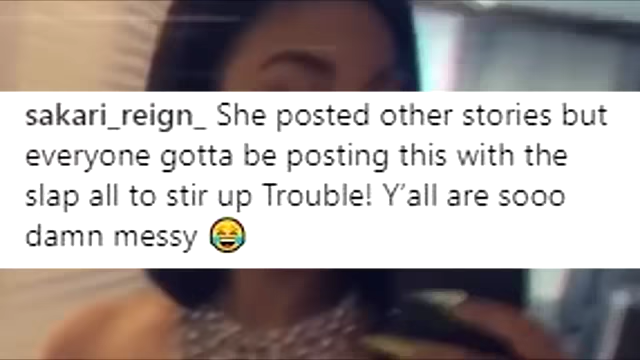 sakari_reign_ She posted other stories but
everyone gotta be posting this with the
slap all to stir up Trouble! Y’all are sooo
damn messy 😂